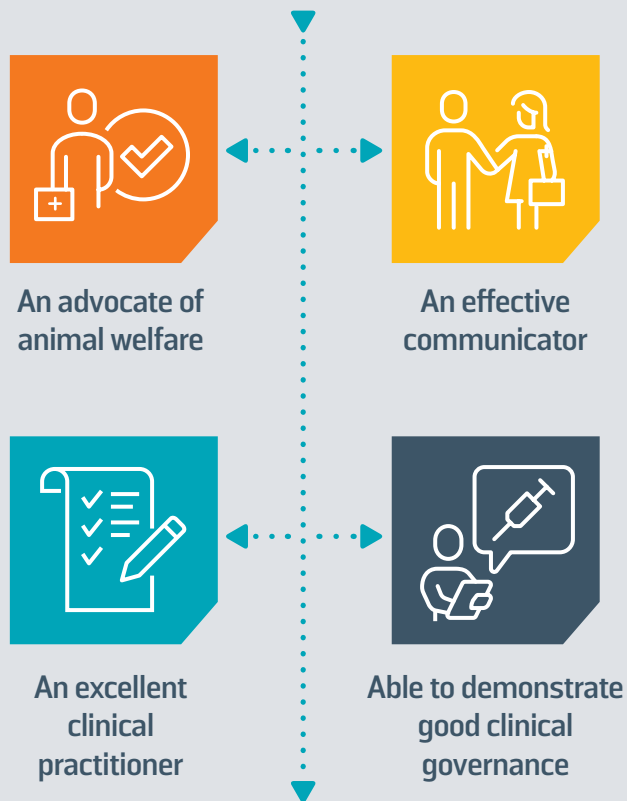 An advocate of
animal welfare
An effective
communicator
An excellent
clinical
practitioner
Able to demonstrate
good clinical
governance